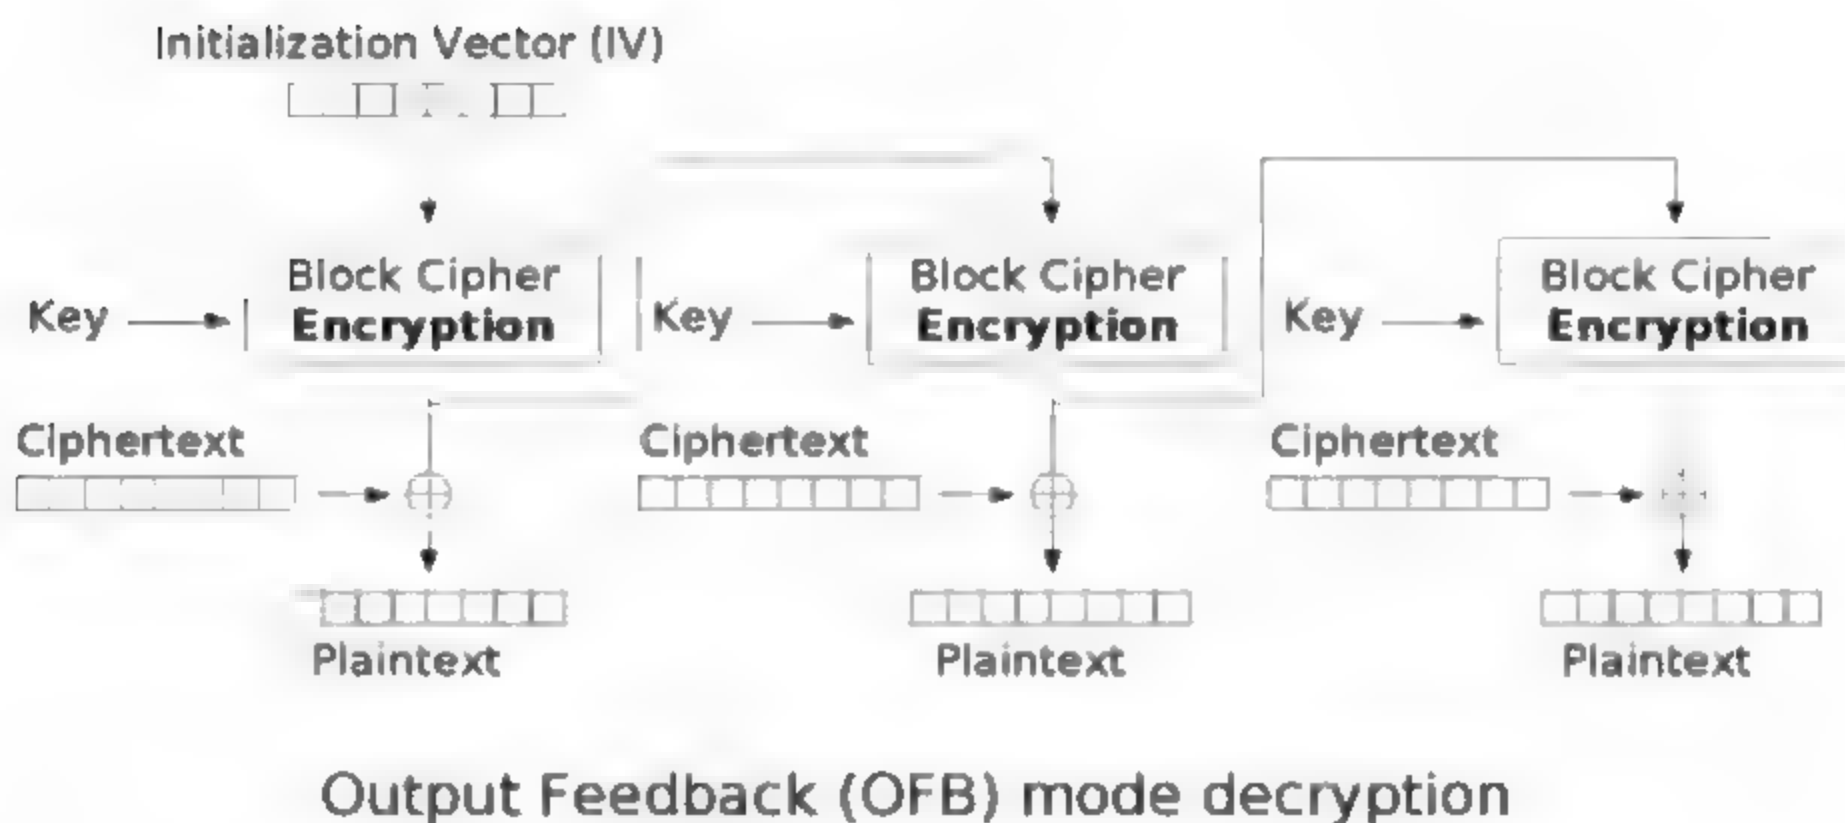 Initialization Vector (IV)
Block Cipher
Encryption
Key
Block Cipher
Encryption
Key
Block Cipher
Encryption
Key
Ciphertext
Ciphertext
Ciphertext
Plaintext
Plaintext
Plaintext
Output Feedback (OFB) mode decryption